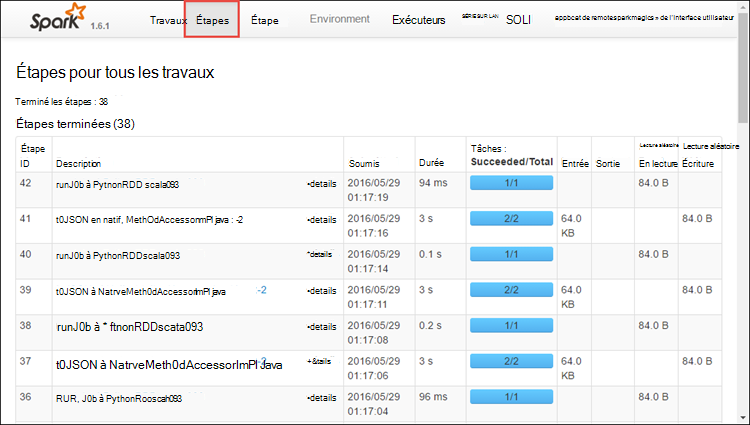 Spark 1.6.1 Travaux Étapes Étape Environment Exécuteurs SÉRIE SUR LAN SOLI appbcat de remotesparkmagics » de l'interface utilisateur
Étapes pour tous les travaux
Terminé les étapes : 38
Étapes terminées (38)
Étape Tâches : Lecture aléatoire Lecture aléatoire
ID Description Soumis Durée Succeeded/Total Entrée Sortie En lecture Écriture
42 runJ0b à PytnonRDD scala093 •details 2016/05/29 94 ms 1/1 84.0 B
01:17:19
41 t0JSON en natif, MethOdAccessomPl java : -2 •details 2016/05/29 3 s 2/2 64.0 84.0 B
01:17:16 KB
40 runJ0b à PythonRDDscala093 *details 2016/05/29 0.1 s 1/1 84.0 B
01:17:14
39 t0JSON à NatrveMeth0dAccessorlmPl java -2 •details 2016/05/29 3 s 2/2 64.0 84.0 B
01:17:11 KB
38 runJ0b à * ftnonRDDscata093 •details 2016/05/29 0.2 s 1/1 84.0 B
01:17:08
37 t0JSON à NatrveMeth0dAccessorlmPl Java -2 +&tails 2016/05/29 3 s 2/2 64.0 84.0 B
01:17:06 KB
36 RUR, J0b à PythonRooscah093 •details 2016/05/29 96 ms 1/1 84.0 B
01:17:04